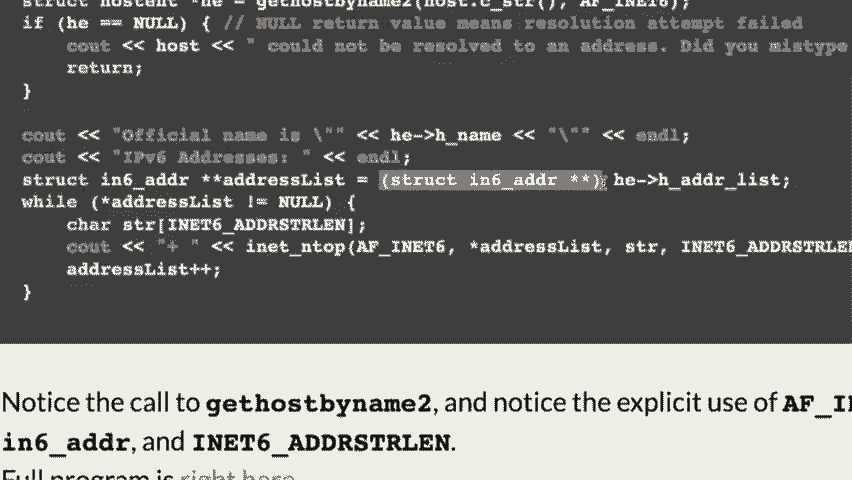 struct hostent *he = gethostbyname2(host.c_str(), AF_INET6);
if (he == NULL) { // NULL return value means resolution attempt failed
cout << host << " could not be resolved to an address. Did you mistype
return;
}
cout << "Official name is \"" << he->h_name << "\"" << endl;
cout << "IPv6 Addresses: " << endl;
struct in6_addr **addressList = (struct in6_addr **) he->h_addr_list;
while (*addressList != NULL) {
char str[INET6_ADDRSTRLEN];
cout << "+ " << inet_ntop(AF_INET6, *addressList, str, INET6_ADDRSTRLE
addressList++;
}
Notice the call to gethostbyname2, and notice the explicit use of AF_I
in6_addr, and INET6_ADDRSTRLEN.
Full program is right here